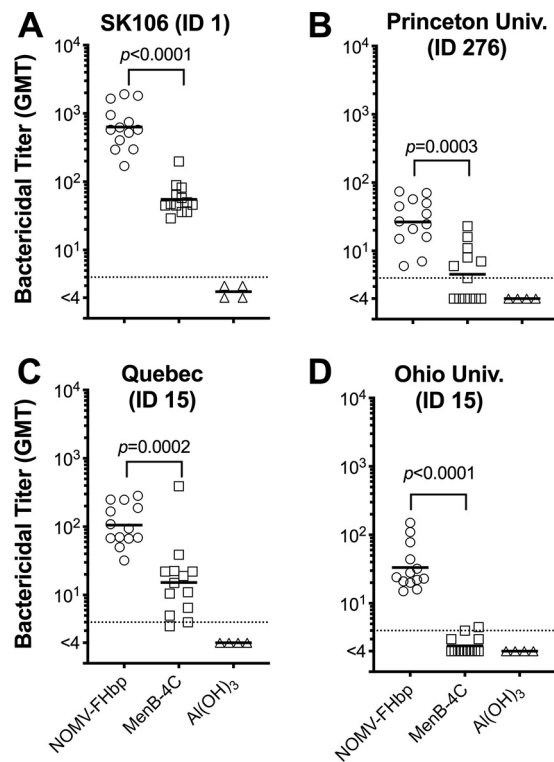 A
SK106 (ID 1)
Bactericidal Titer (GMT)
10⁴
10³
10²
10¹
<4
p<0.0001
B
Princeton Univ.
(ID 276)
10⁴
10³
10²
10¹
<4
p=0.0003
C
Quebec
(ID 15)
Bactericidal Titer (GMT)
10⁴
10³
10²
10¹
<4
p=0.0002
NOMV-FHbp
MenB-4C
Al(OH)₃
D
Ohio Univ.
(ID 15)
10⁴
10³
10²
10¹
<4
p<0.0001
NOMV-FHbp
MenB-4C
Al(OH)₃